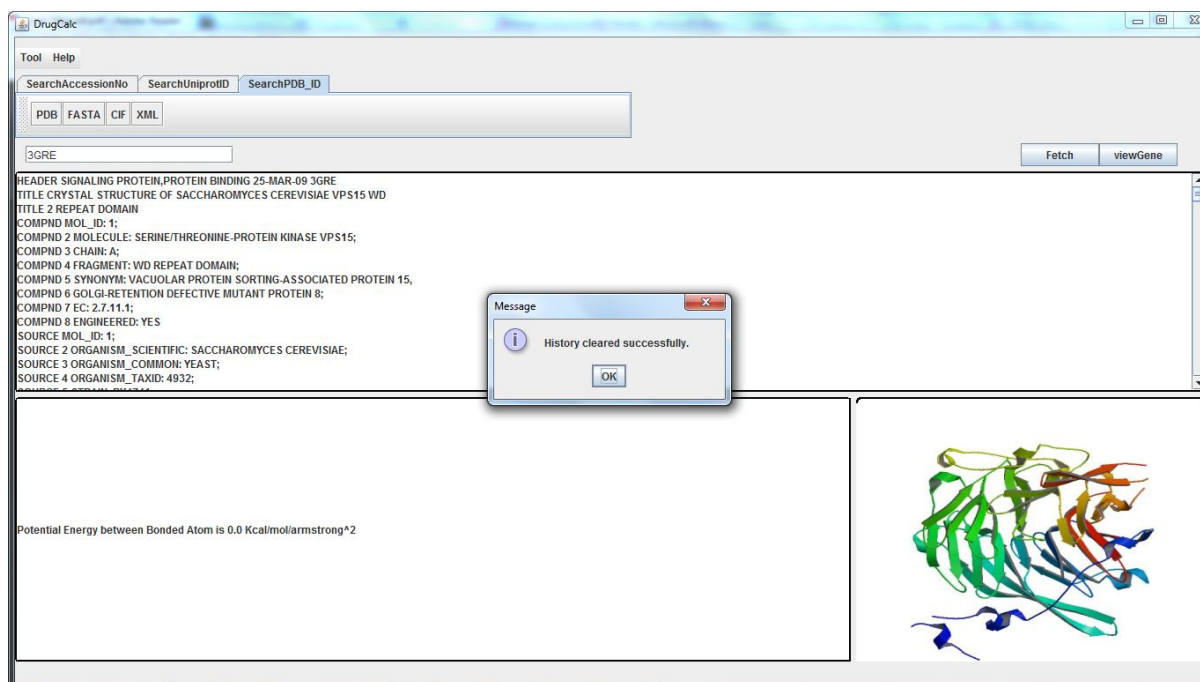 DrugCalc
Tool Help
SearchAccessionNo SearchUniprotID SearchPDB_ID
PDB FASTA CIF XML
3GRE
Fetch viewGene
HEADER SIGNALING PROTEIN,PROTEIN BINDING 25-MAR-09 3GRE
TITLE CRYSTAL STRUCTURE OF SACCHAROMYCES CEREVISIAE VPS15 WD
TITLE 2 REPEAT DOMAIN
COMPND MOL_ID: 1;
COMPND 2 MOLECULE: SERINE/THREONINE-PROTEIN KINASE VPS15;
COMPND 3 CHAIN: A;
COMPND 4 FRAGMENT: WD REPEAT DOMAIN;
COMPND 5 SYNONYM: VACUOLAR PROTEIN SORTING-ASSOCIATED PROTEIN 15,
COMPND 6 GOLGI-RETENTION DEFECTIVE MUTANT PROTEIN 8;
COMPND 7 EC: 2.7.11.1;
COMPND 8 ENGINEERED: YES
SOURCE MOL_ID: 1;
SOURCE 2 ORGANISM_SCIENTIFIC: SACCHAROMYCES CEREVISIAE;
SOURCE 3 ORGANISM_COMMON: YEAST;
SOURCE 4 ORGANISM_TAXID: 4932;
Message
History cleared successfully.
OK
Potential Energy between Bonded Atom is 0.0 Kcal/mol/armstrong^2